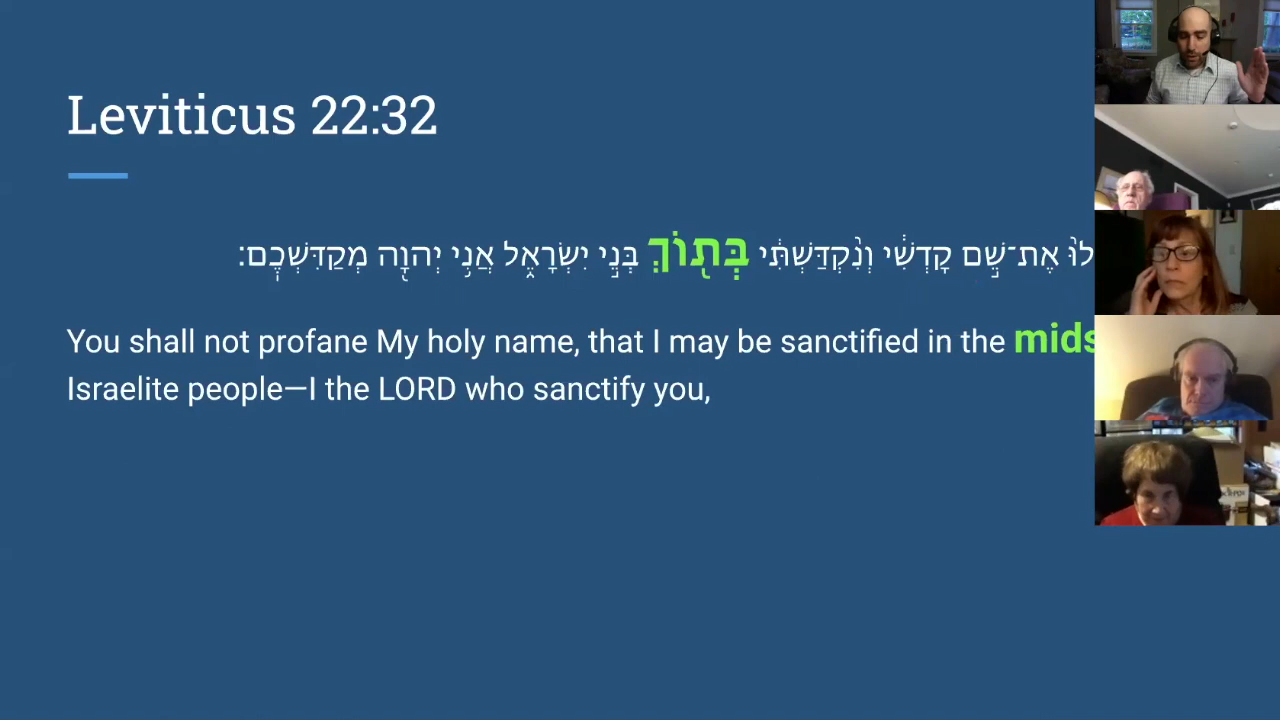 Leviticus 22:32
לוּ֙ אֶת־שֵׁ֣ם קׇדְשִׁ֔י וְנִ֨קְדַּשְׁתִּ֔י בְּת֖וֹךְ בְּנֵ֣י יִשְׂרָאֵ֑ל אֲנִ֥י יְהוָ֖ה מְקַדִּשְׁכֶֽם׃
You shall not profane My holy name, that I may be sanctified in the mids
Israelite people—I the LORD who sanctify you,